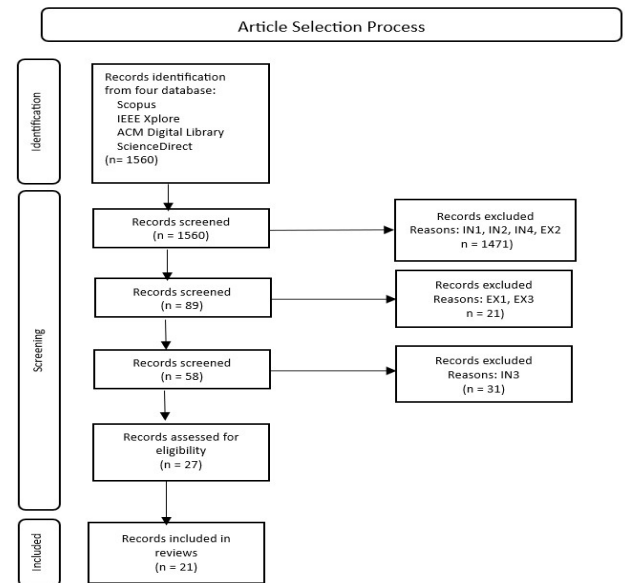 Article Selection Process
Identification
Records identification
from four database:
Scopus
IEEE Xplore
ACM Digital Library
ScienceDirect
(n= 1560)
Screening
Records screened
(n = 1560)
Records excluded
Reasons: IN1, IN2, IN4, EX2
n = 1471)
Records screened
(n = 89)
Records excluded
Reasons: EX1, EX3
n = 21)
Records screened
(n = 58)
Records excluded
Reasons: IN3
(n = 31)
Records assessed for
eligibility
(n = 27)
Included
Records included in
reviews
(n = 21)